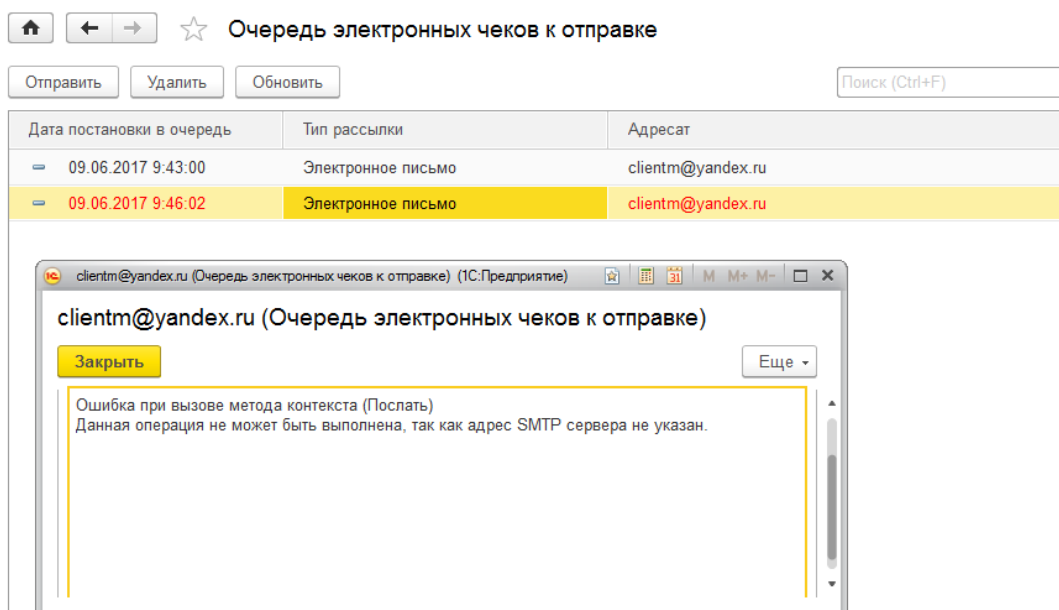 Очередь электронных чеков к отправке
Отправить Удалить Обновить Поиск (Ctrl+F)
Дата постановки в очередь Тип рассылки Адресат
09.06.2017 9:43:00 Электронное письмо clientm@yandex.ru
09.06.2017 9:46:02 Электронное письмо clientm@yandex.ru
1С clientm@yandex.ru (Очередь электронных чеков к отправке) (1С:Предприятие) 31 M M+ M-
clientm@yandex.ru (Очередь электронных чеков к отправке)
Закрыть Еще
Ошибка при вызове метода контекста (Послать)
Данная операция не может быть выполнена, так как адрес SMTP сервера не указан.